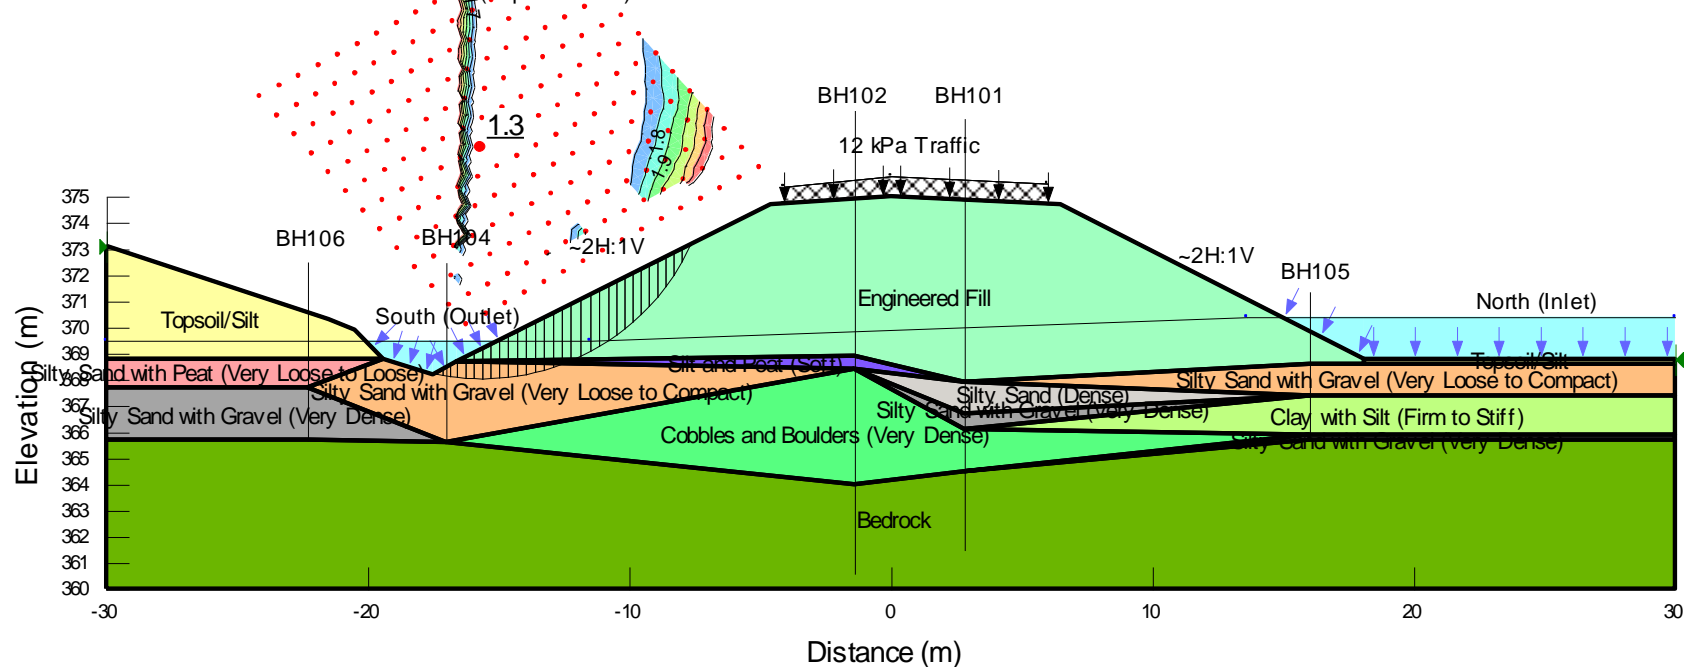 1.3
1.8
1.9
BH102
BH101
12 kPa Traffic
BH106
BH104
~2H:1V
~2H:1V
BH105
South (Outlet)
North (Inlet)
Engineered Fill
Topsoil/Silt
Topsoil/Silt
Silt and Peat (Soft)
Silty Sand with Peat (Very Loose to Loose)
Silty Sand with Gravel (Very Loose to Compact)
Silty Sand with Gravel (Very Loose to Compact)
Silty Sand (Dense)
Silty Sand with Gravel (Very Dense)
Silty Sand with Gravel (Very Dense)
Clay with Silt (Firm to Stiff)
Cobbles and Boulders (Very Dense)
Silty Sand with Gravel (Very Dense)
Bedrock
Elevation (m)
375
374
373
372
371
370
369
368
367
366
365
364
363
362
361
360
-30
-20
-10
0
10
20
30
Distance (m)